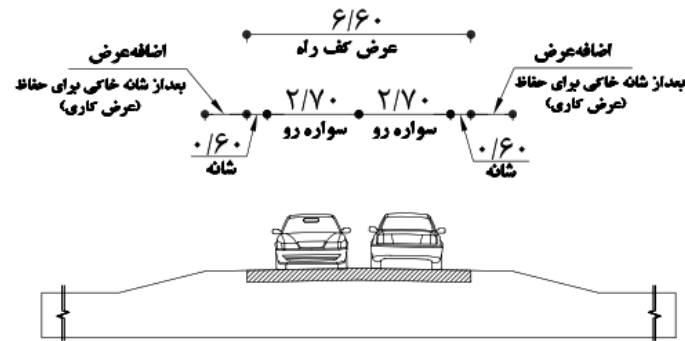 ۶/۶۰
عرض کف راه
اضافه‌عرض
بعداز شانه خاکی برای حفاظ
(عرض کاری)
اضافه‌عرض
بعداز شانه خاکی برای حفاظ
(عرض کاری)
۲/۷۰
سواره رو
۲/۷۰
سواره رو
۰/۶۰
شانه
۰/۶۰
شانه